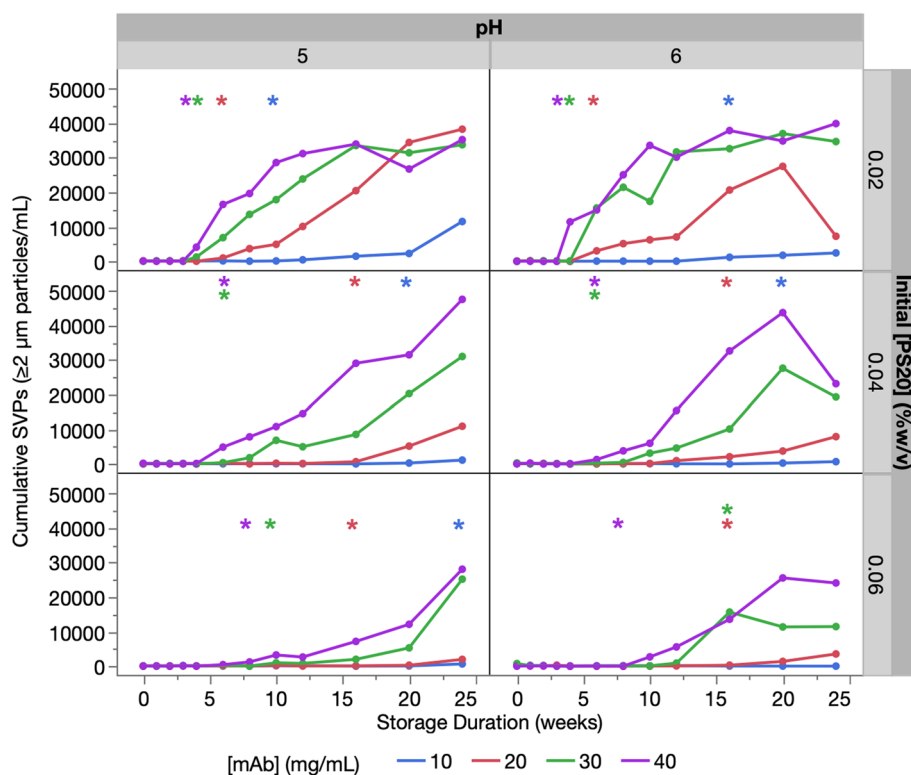 pH
5 6
* * * * * * * *
50000
40000
30000
20000
10000
0
0.02
* * * * * * * *
50000
40000
30000
20000
10000
0
0.04
* * * * * * *
50000
40000
30000
20000
10000
0
0.06
Cumulative SVPs (≥2 µm particles/mL)
Initial [PS20] (%w/v)
0 5 10 15 20 25 0 5 10 15 20 25
Storage Duration (weeks)
[mAb] (mg/mL) 10 20 30 40